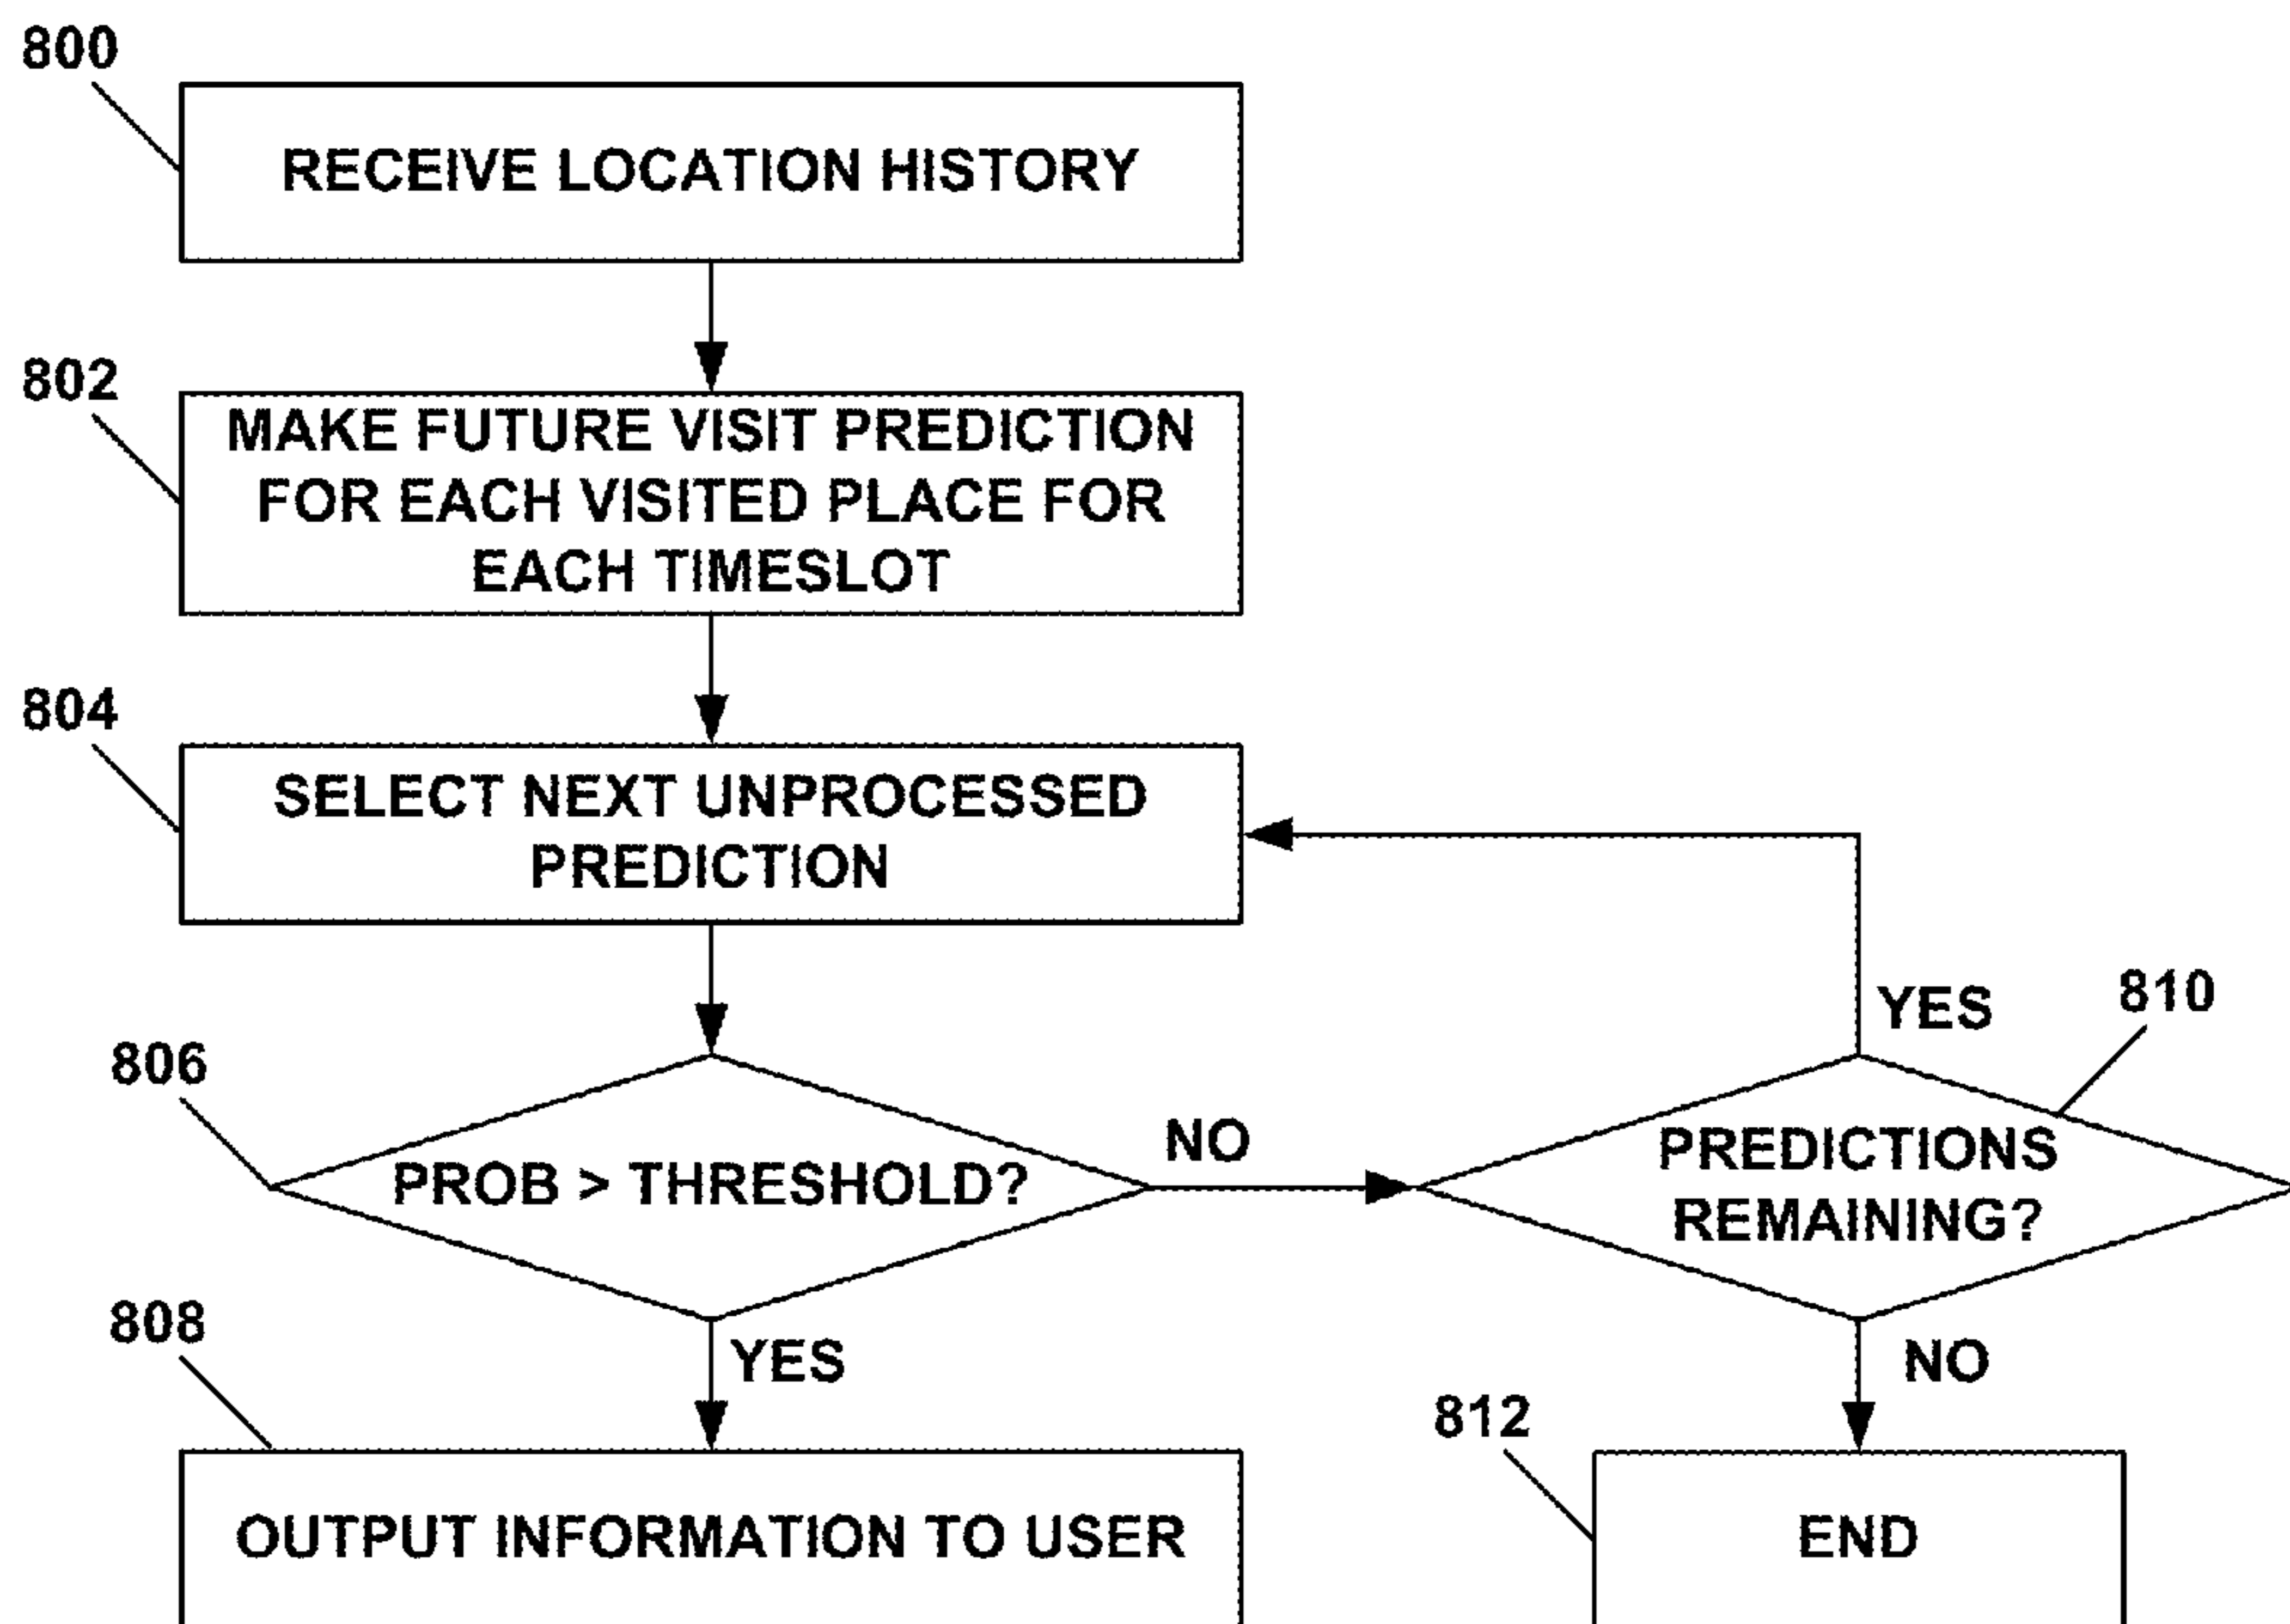 800
RECEIVE LOCATION HISTORY
802
MAKE FUTURE VISIT PREDICTION
FOR EACH VISITED PLACE FOR
EACH TIMESLOT
804
SELECT NEXT UNPROCESSED
PREDICTION
806
PROB > THRESHOLD?
NO
YES
810
PREDICTIONS
REMAINING?
808
YES
NO
812
OUTPUT INFORMATION TO USER
END